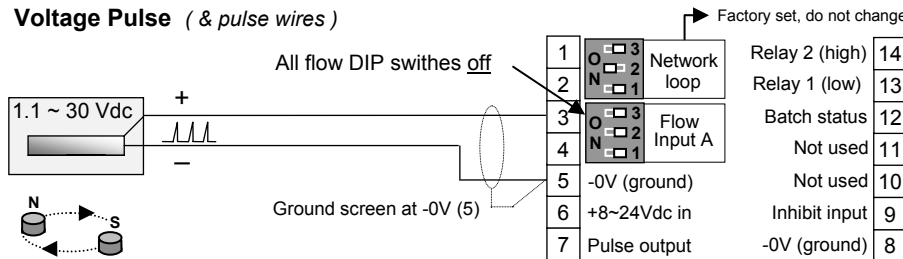 Voltage Pulse ( & pulse wires )
Factory set, do not change
All flow DIP swithes off
1.1 ~ 30 Vdc
+
−
N
S
Ground screen at -0V (5)
1
2
3
4
5
6
7
O N
3
2
1
Network loop
O N
3
2
1
Flow Input A
-0V (ground)
+8~24Vdc in
Pulse output
Relay 2 (high) 14
Relay 1 (low) 13
Batch status 12
Not used 11
Not used 10
Inhibit input 9
-0V (ground) 8